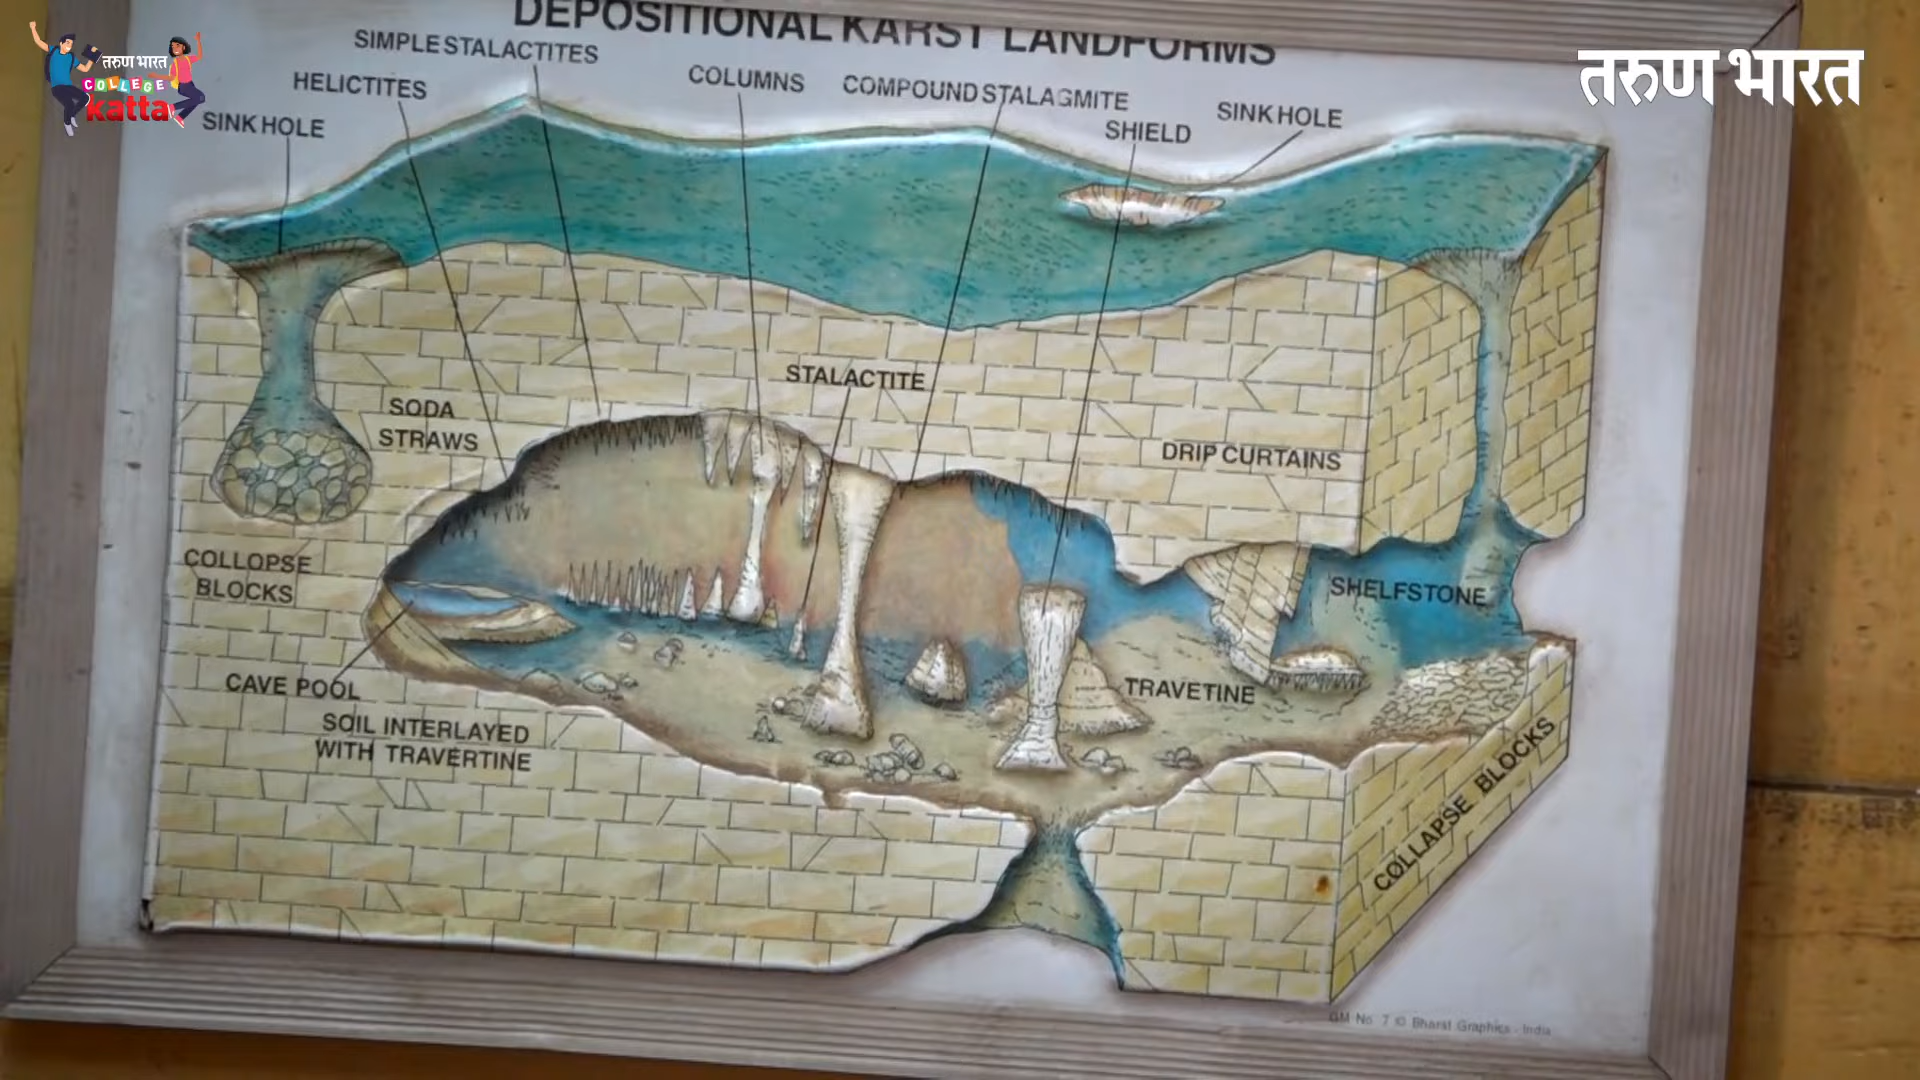 DEPOSITIONAL KARST LANDFORMS
SIMPLE STALACTITES
HELICTITES
SINK HOLE
COLUMNS
COMPOUND STALAGMITE
SHIELD
SINK HOLE
तरुण भारत
COLLEGE
katta
तरुण भारत
STALACTITE
SODA
STRAWS
DRIP CURTAINS
COLLOPSE
BLOCKS
SHELFSTONE
CAVE POOL
TRAVETINE
SOIL INTERLAYED
WITH TRAVERTINE
COLLAPSE BLOCKS
GM No. 7 © Bharat Graphics - India